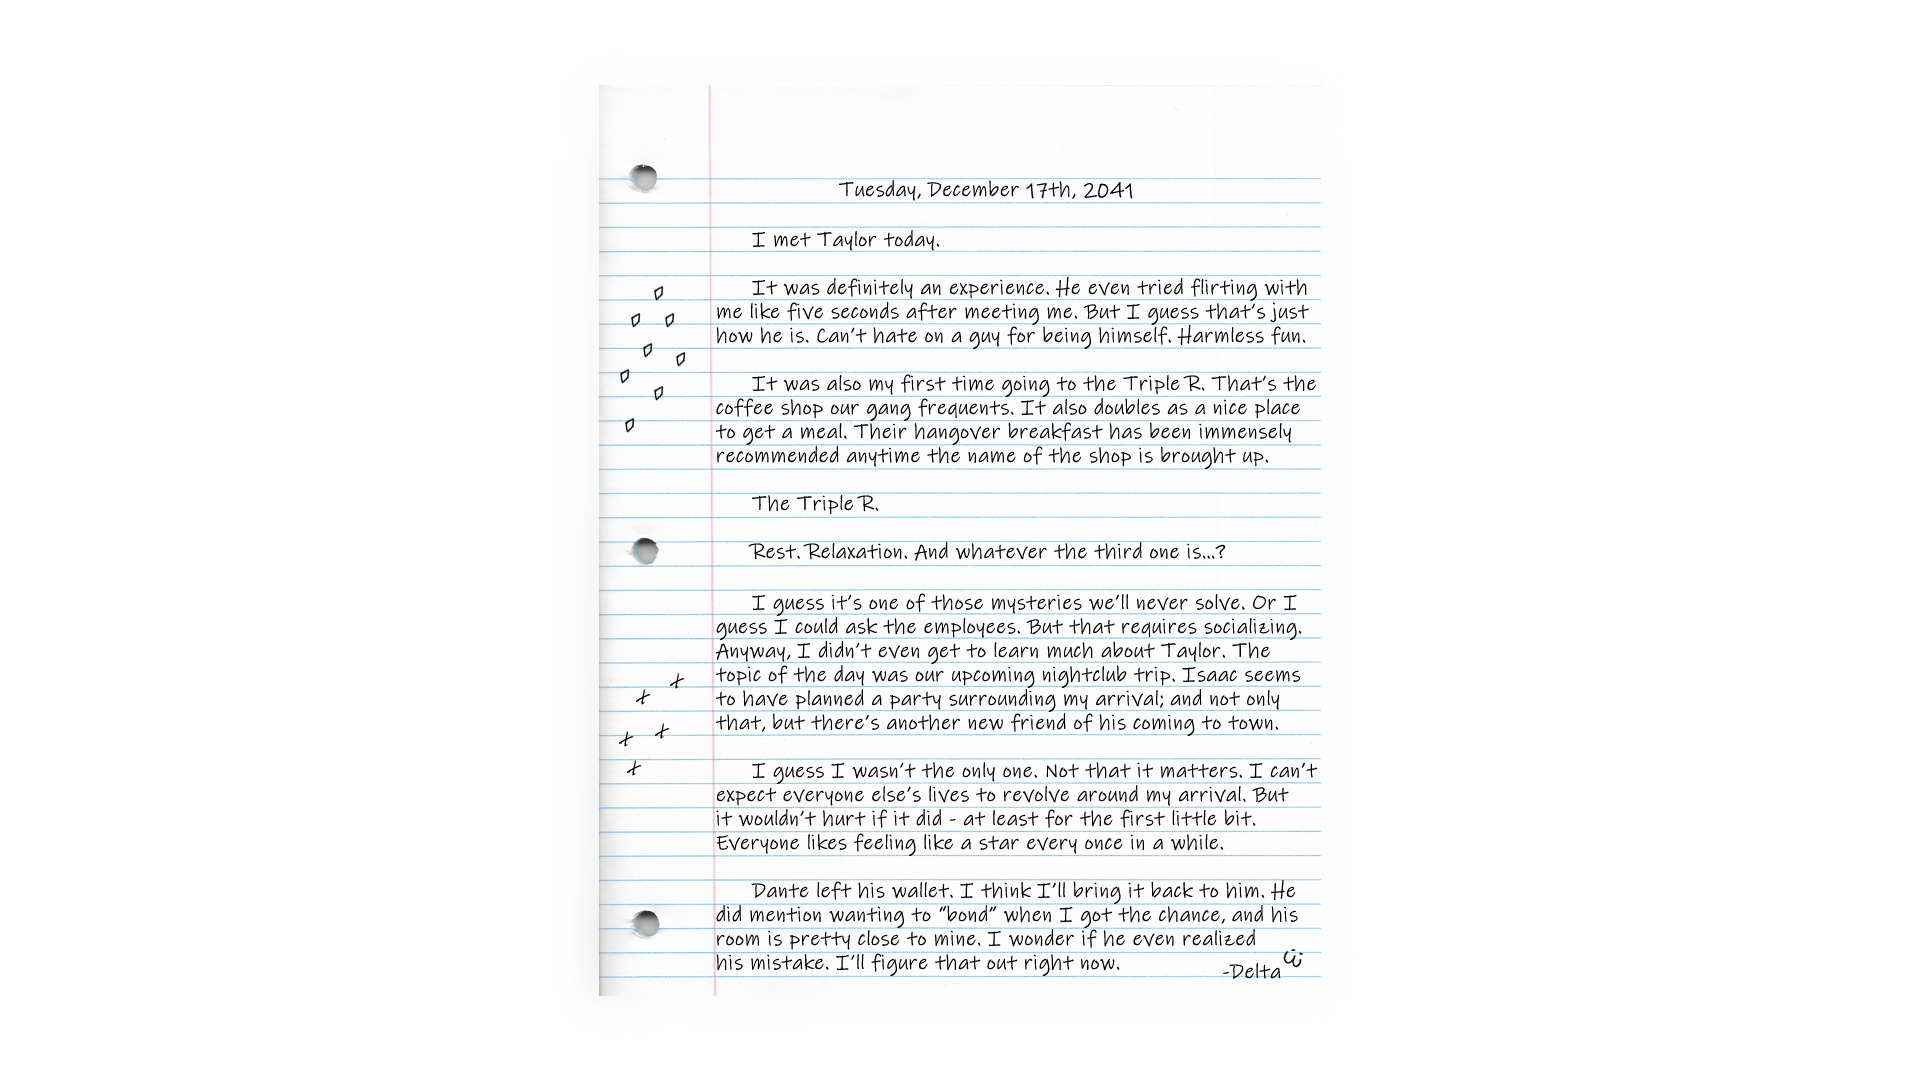 Tuesday, December 17th, 2041
I met Taylor today.
It was definitely an experience. He even tried flirting with
me like five seconds after meeting me. But I guess that's just
how he is. Can't hate on a guy for being himself. Harmless fun.
It was also my first time going to the Triple R. That's the
coffee shop our gang frequents. It also doubles as a nice place
to get a meal. Their hangover breakfast has been immensely
recommended anytime the name of the shop is brought up.
The Triple R.
Rest. Relaxation. And whatever the third one is...?
I guess it's one of those mysteries we'll never solve. Or I
guess I could ask the employees. But that requires socializing.
Anyway, I didn't even get to learn much about Taylor. The
topic of the day was our upcoming nightclub trip. Isaac seems
to have planned a party surrounding my arrival; and not only
that, but there's another new friend of his coming to town.
I guess I wasn't the only one. Not that it matters. I can't
expect everyone else's lives to revolve around my arrival. But
it wouldn't hurt if it did - at least for the first little bit.
Everyone likes feeling like a star every once in a while.
Dante left his wallet. I think I'll bring it back to him. He
did mention wanting to “bond” when I got the chance, and his
room is pretty close to mine. I wonder if he even realized
his mistake. I'll figure that out right now.
-Delta